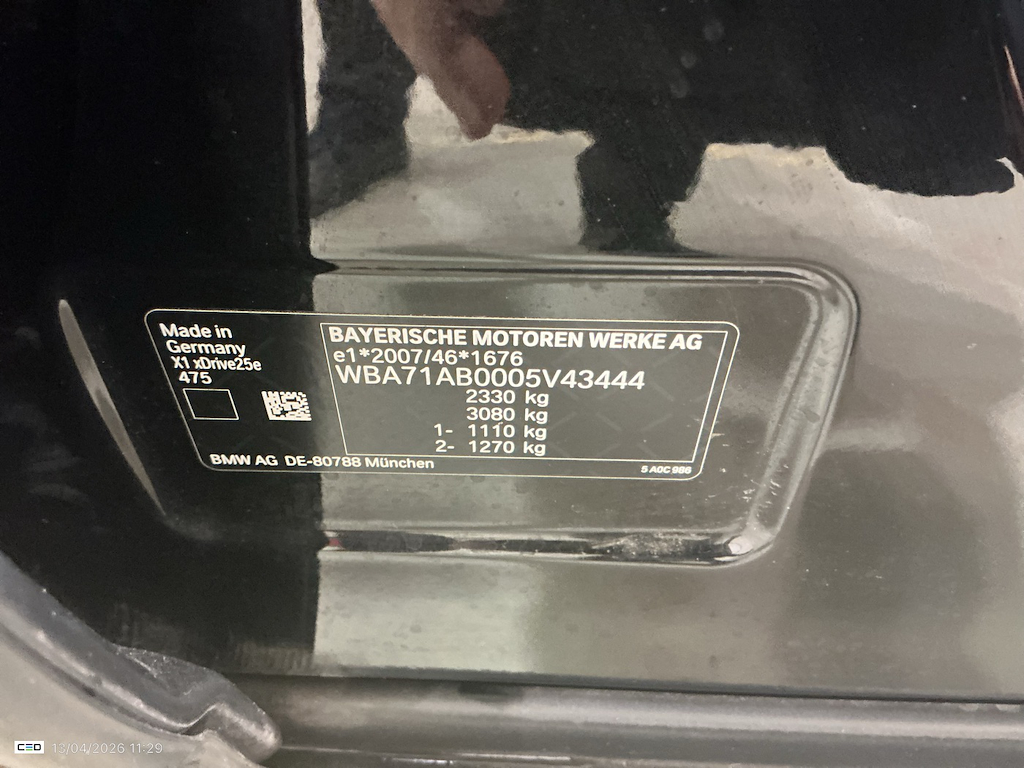 Made in
Germany
X1 xDrive25e
475
BAYERISCHE MOTOREN WERKE AG
e1*2007/46*1676
WBA71AB0005V43444
2330 kg
3080 kg
1- 1110 kg
2- 1270 kg
BMW AG DE-80788 München
5 A0C 986
CEO 13/04/2026 11:29